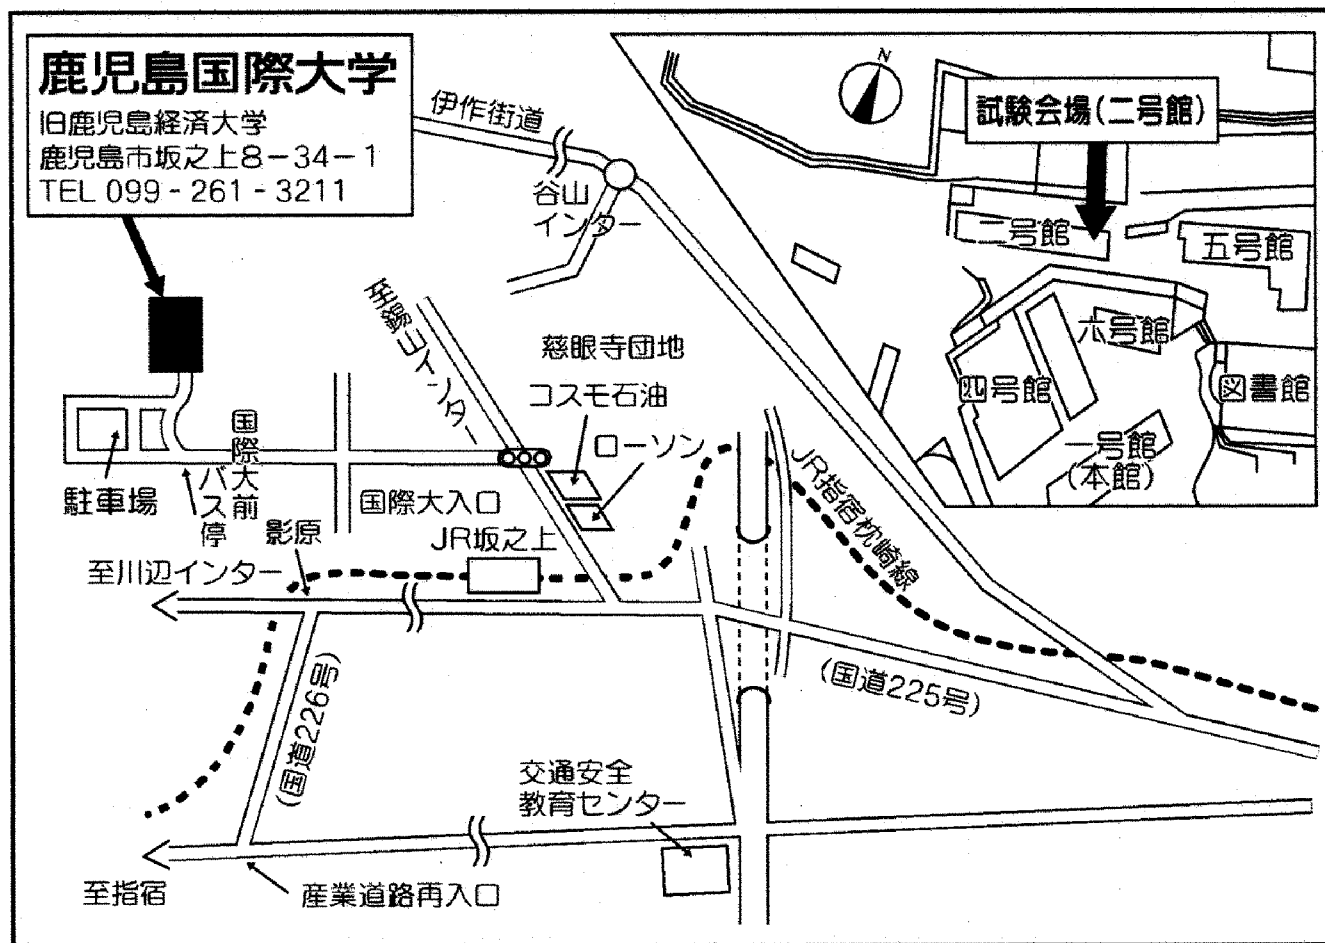 鹿児島国際大学
旧鹿児島経済大学
鹿児島市坂之上8-34-1
TEL 099-261-3211
伊作街道
谷山
インター
N
試験会場(二号館)
二号館
五号館
六号館
四号館
図書館
一号館
(本館)
至錫山インター
慈眼寺団地
コスモ石油
ローソン
国際大前
バス停
駐車場
国際大入口
影原
JR坂之上
JR指宿枕崎線
至川辺インター
(国道226号)
(国道225号)
交通安全
教育センター
至指宿
産業道路再入口